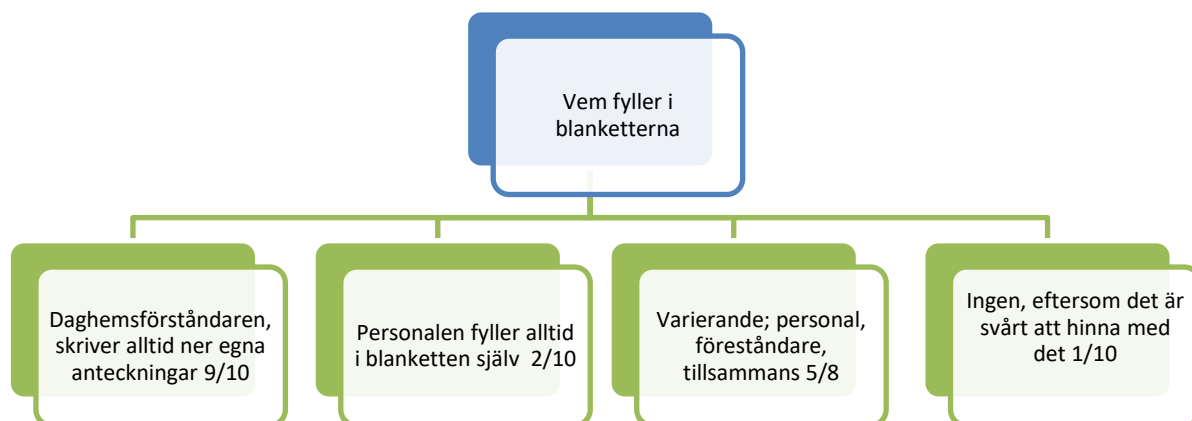 Vem fyller i
blanketterna
Daghemsförståndaren,
skriver alltid ner egna
anteckningar 9/10
Personalen fyller alltid
i blanketten själv 2/10
Varierande; personal,
föreståndare,
tillsammans 5/8
Ingen, eftersom det är
svårt att hinna med
det 1/10